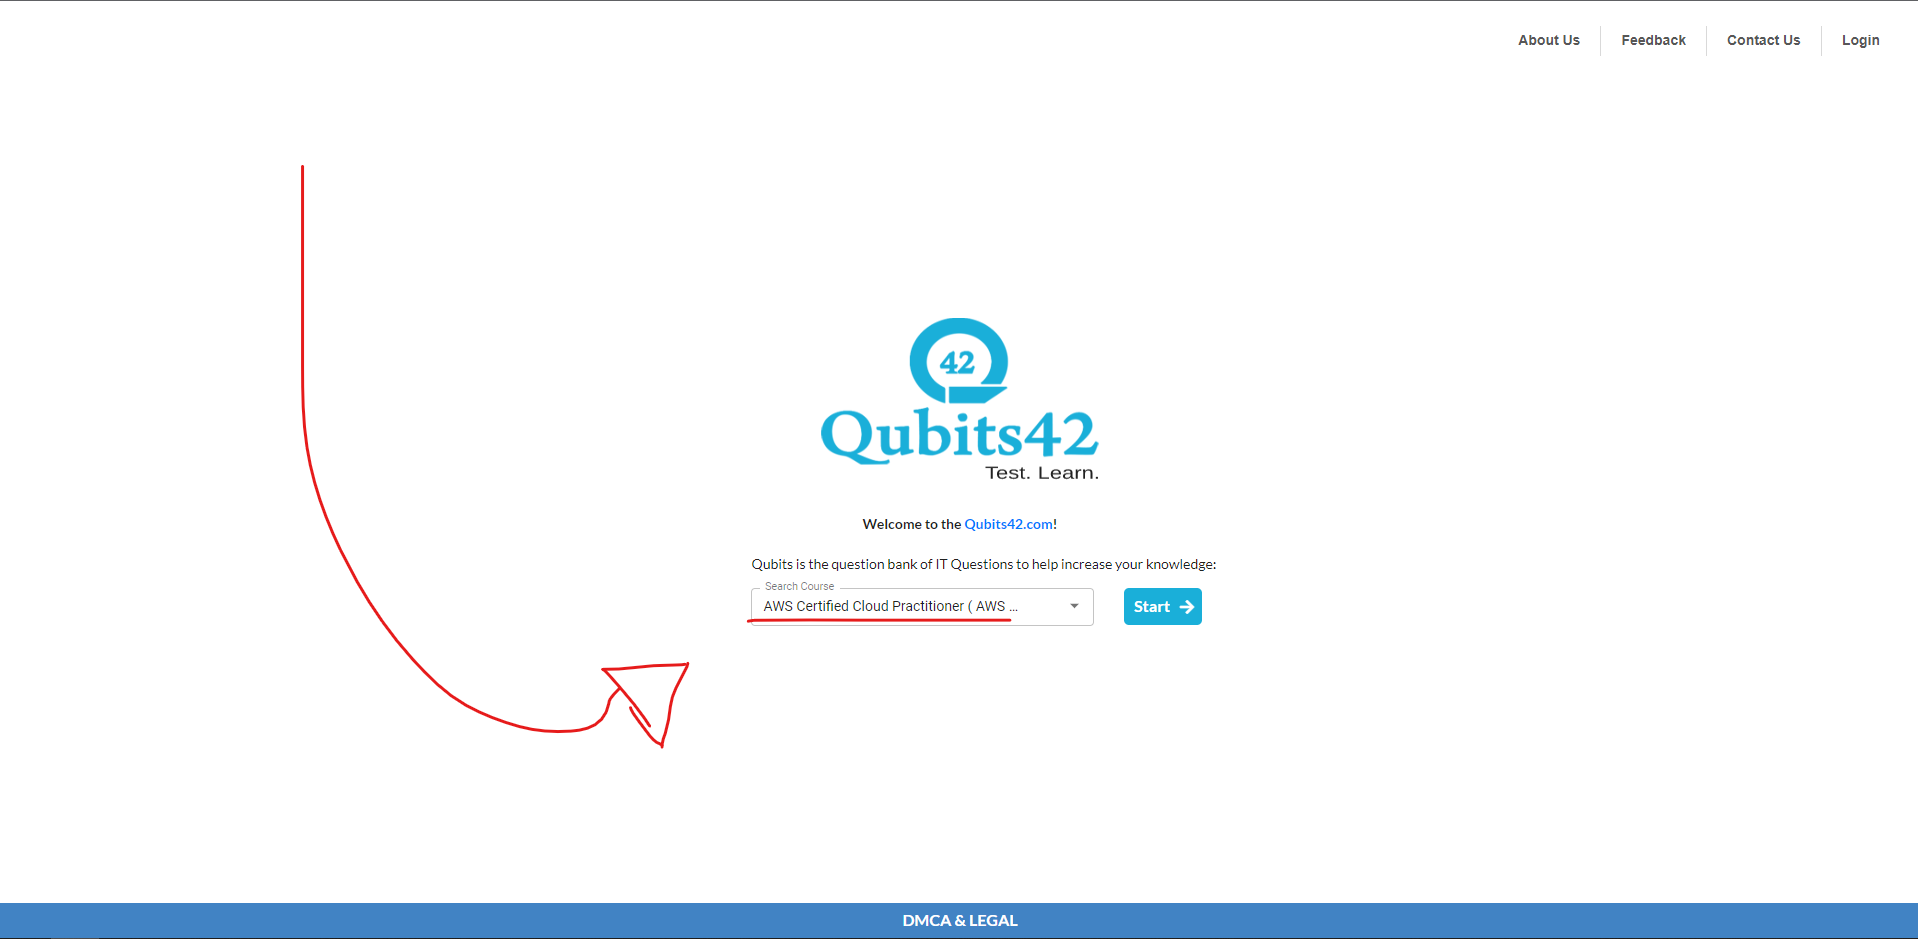 About Us
Feedback
Contact Us
Login
42
Qubits42
Test. Learn.
Welcome to the Qubits42.com!
Qubits is the question bank of IT Questions to help increase your knowledge:
Search Course
AWS Certified Cloud Practitioner ( AWS ...
Start
DMCA & LEGAL